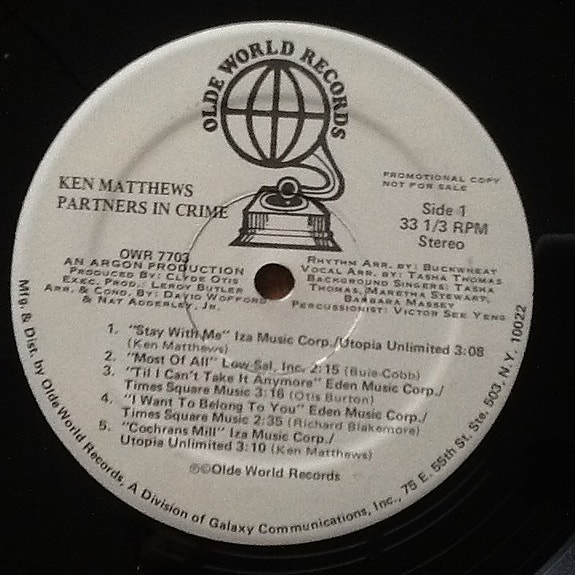 OLDE WORLD RECORDS
KEN MATTHEWS
PARTNERS IN CRIME
PROMOTIONAL COPY
NOT FOR SALE
Side 1
33 1/3 RPM
Stereo
OWR 7703
AN ARGON PRODUCTION
PRODUCED BY: CLYDE OTIS
EXEC. PROD.: LEROY BUTLER
ARR. & COND. BY: DAVID WOFFORD
& NAT ADDERLEY, JR.
RHYTHM ARR. BY: BUCKWHEAT
VOCAL ARR. BY: TASHA THOMAS
BACKGROUND SINGERS: TASHA
THOMAS, MARETHA STEWART,
BARBARA MASSEY
PERCUSSIONIST: VICTOR SEE YENG
1. "Stay With Me" Iza Music Corp./Utopia Unlimited 3:08
(Ken Matthews)
2. "Most Of All" Low-Sal, Inc. 2:15 (Buie-Cobb)
3. "Til I Can't Take It Anymore" Eden Music Corp./
Times Square Music 3:16 (Otis Burton)
4. "I Want To Belong To You" Eden Music Corp./
Times Square Music 2:35 (Richard Blakemore)
5. "Cochrans Mill" Iza Music Corp./
Utopia Unlimited 3:10 (Ken Matthews)
℗©Olde World Records
Mfg. & Dist. by Olde World Records, A Division of Galaxy Communications, Inc., 75 E. 55th St. Ste. 503, N.Y. 10022